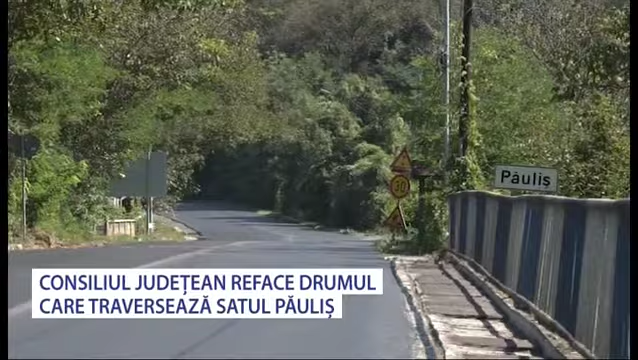 Păuliș
30
CONSILIUL JUDEȚEAN REFACE DRUMUL
CARE TRAVERSEAZĂ SATUL PĂULIȘ